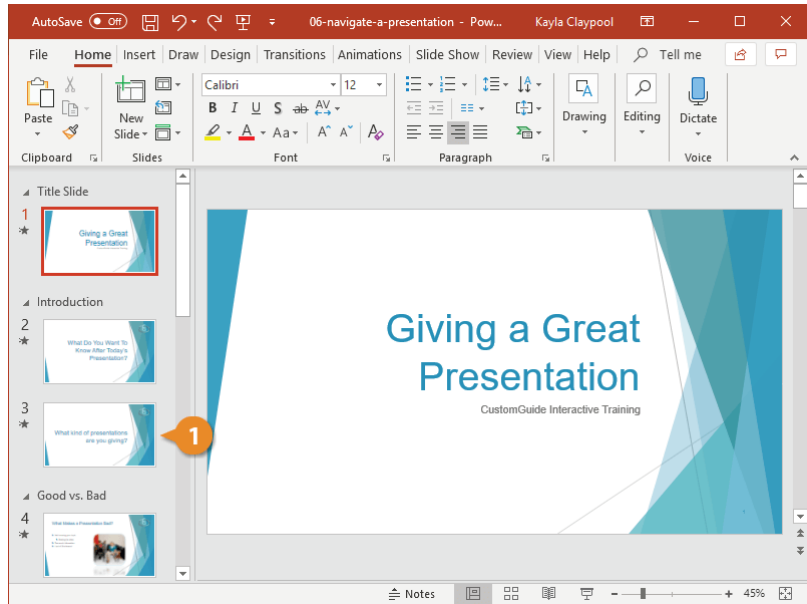 AutoSave Off 06-navigate-a-presentation - Pow... Kayla Claypool
File Home Insert Draw Design Transitions Animations Slide Show Review View Help Tell me
Calibri 12
B I U S ab AV
Aa A A A
Paste New Slide Drawing Editing Dictate
Clipboard Slides Font Paragraph Voice
Title Slide
1
Giving a Great
Presentation
Introduction
2
What Do You Want To
Know After Today's
Presentation?
3
What kind of presentations
are you giving?
1
Good vs. Bad
4
What Makes a Presentation Bad?
Giving a Great
Presentation
CustomGuide Interactive Training
Notes 45%